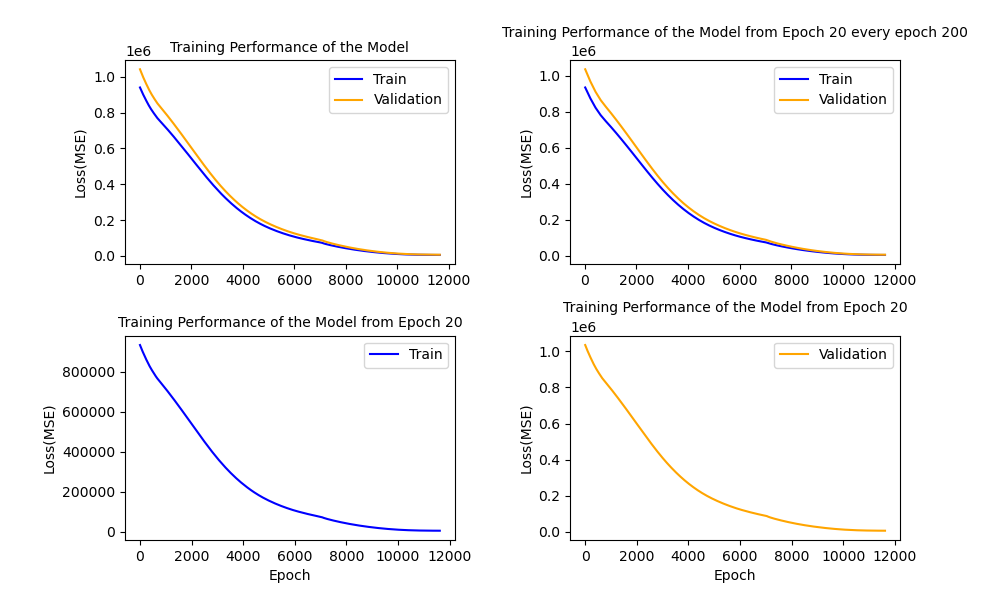 Training Performance of the Model
1e6
Loss(MSE)
1.0
0.8
0.6
0.4
0.2
0.0
0 2000 4000 6000 8000 10000 12000
Train
Validation
Training Performance of the Model from Epoch 20 every epoch 200
1e6
Loss(MSE)
1.0
0.8
0.6
0.4
0.2
0.0
0 2000 4000 6000 8000 10000 12000
Train
Validation
Training Performance of the Model from Epoch 20
Loss(MSE)
800000
600000
400000
200000
0
0 2000 4000 6000 8000 10000 12000
Epoch
Train
Training Performance of the Model from Epoch 20
1e6
Loss(MSE)
1.0
0.8
0.6
0.4
0.2
0.0
0 2000 4000 6000 8000 10000 12000
Epoch
Validation